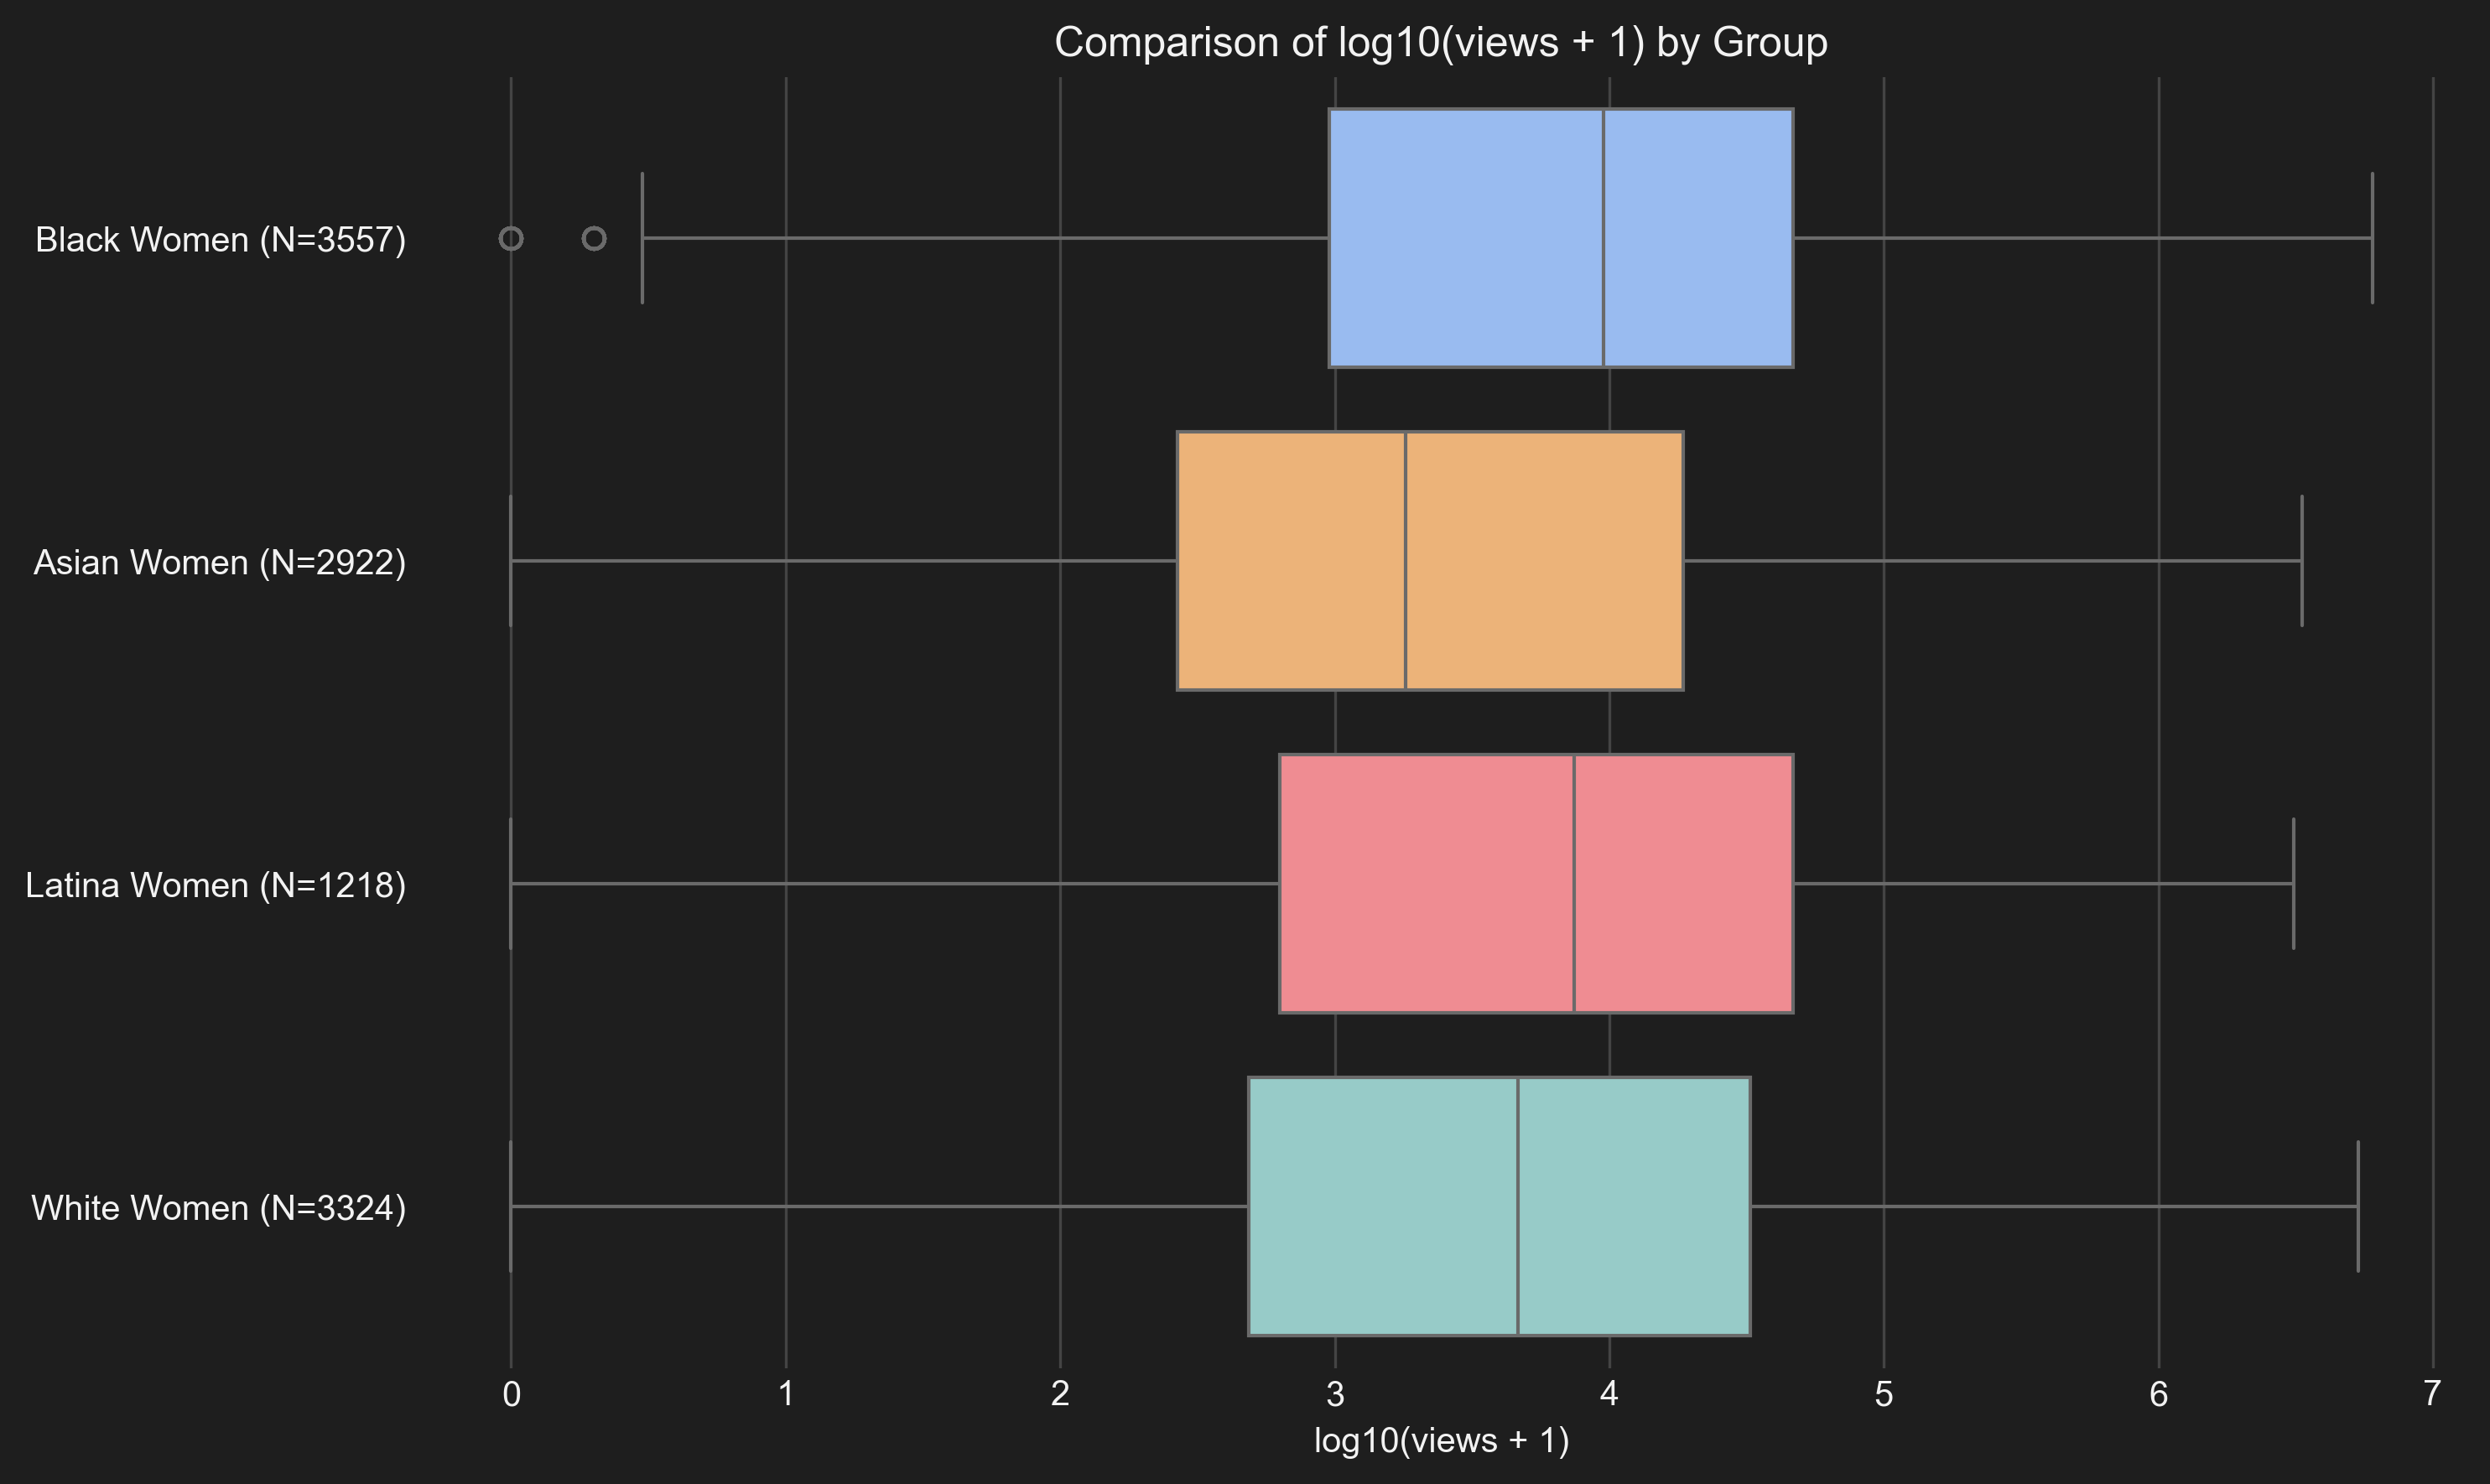 Comparison of log10(views + 1) by Group
Black Women (N=3557)
Asian Women (N=2922)
Latina Women (N=1218)
White Women (N=3324)
0 1 2 3 4 5 6 7
log10(views + 1)